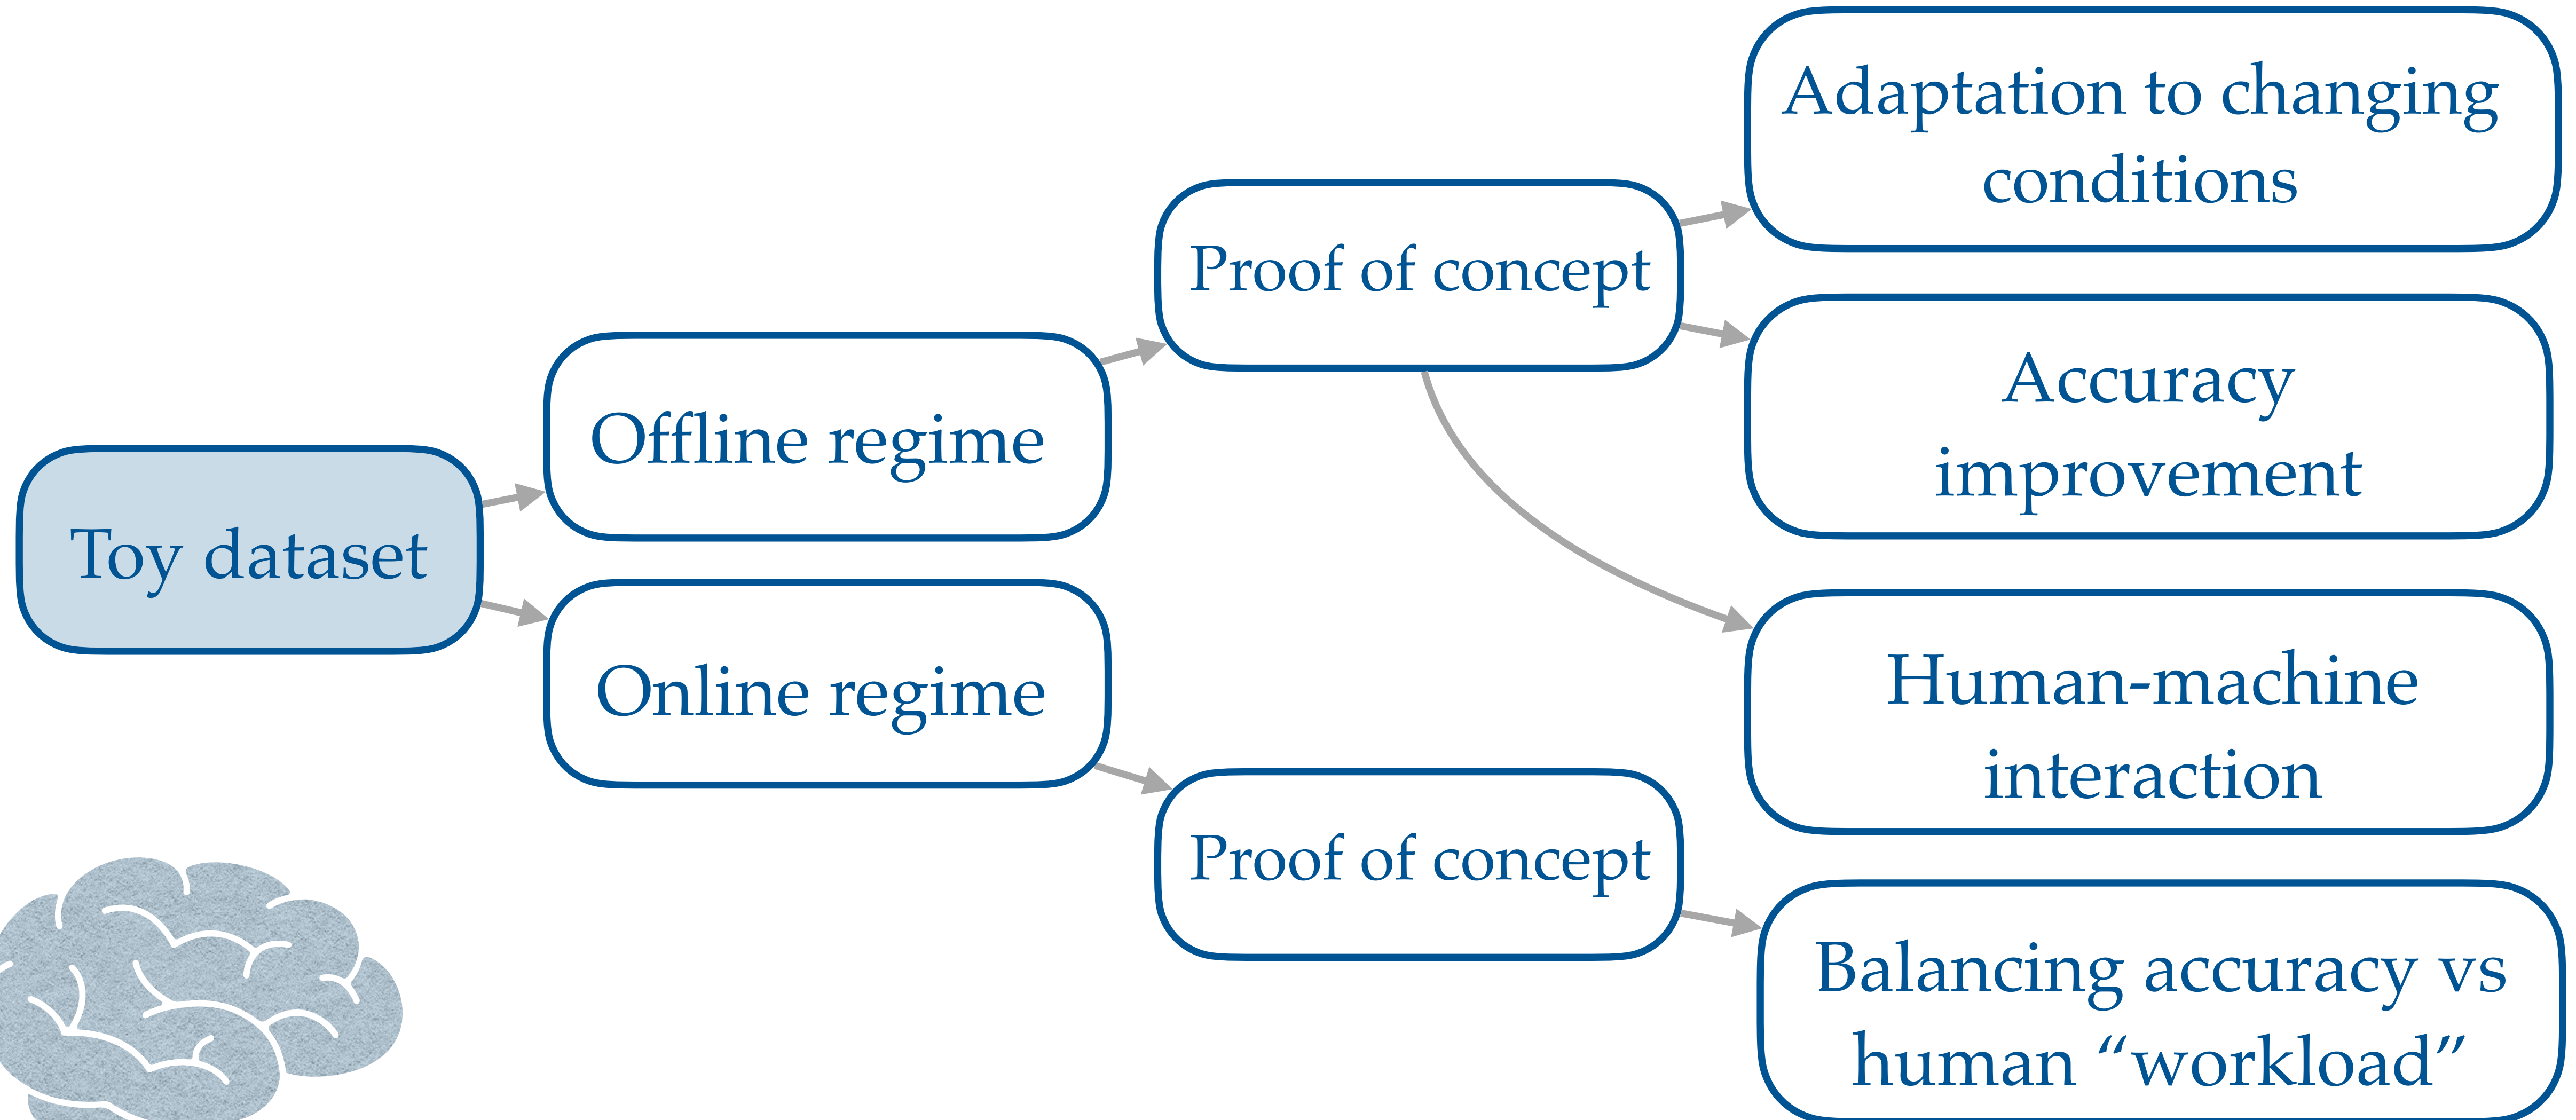 Toy dataset
Offline regime
Online regime
Proof of concept
Proof of concept
Adaptation to changing
conditions
Accuracy
improvement
Human-machine
interaction
Balancing accuracy vs
human “workload”